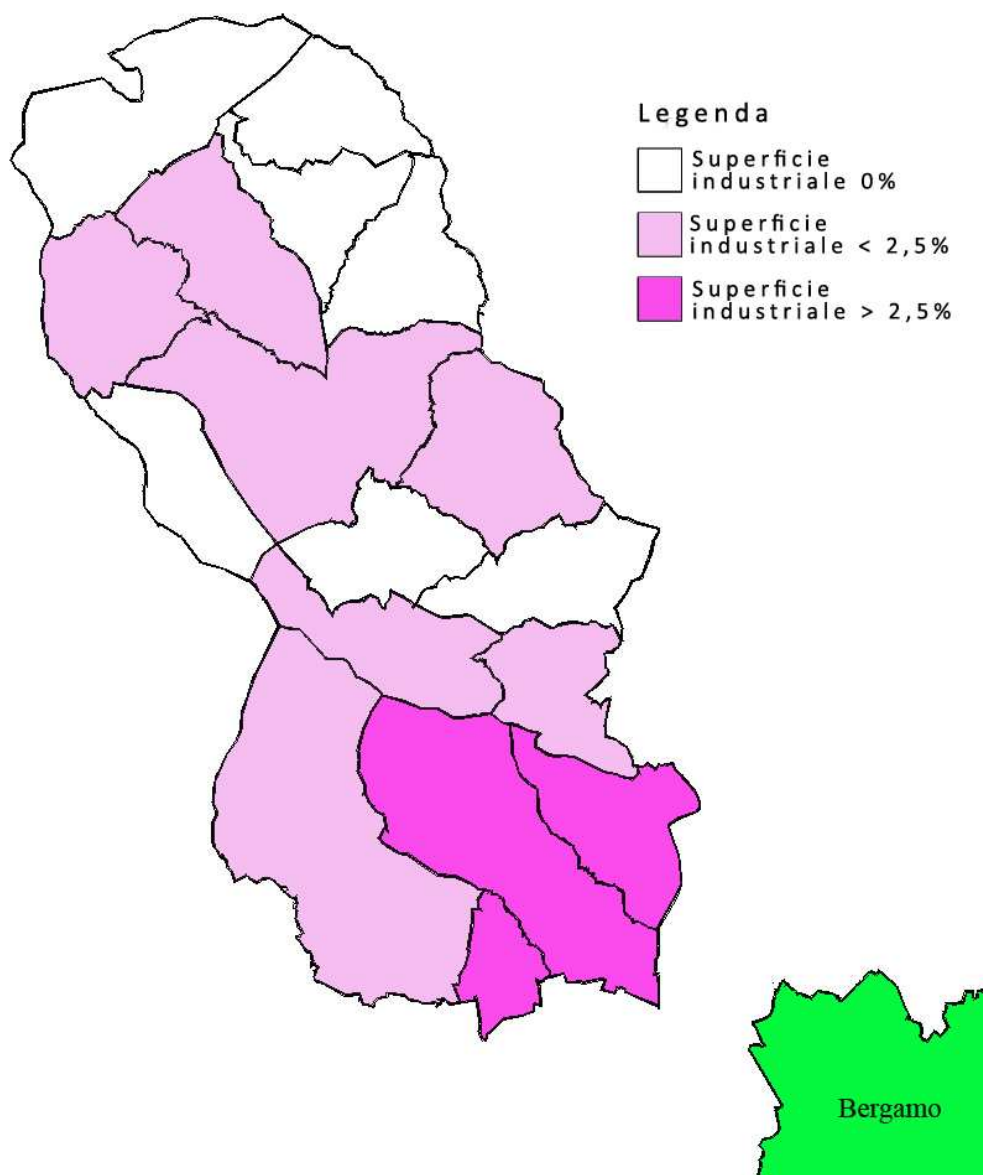 Legenda
Superficie
industriale 0%
Superficie
industriale < 2,5%
Superficie
industriale > 2,5%
Bergamo